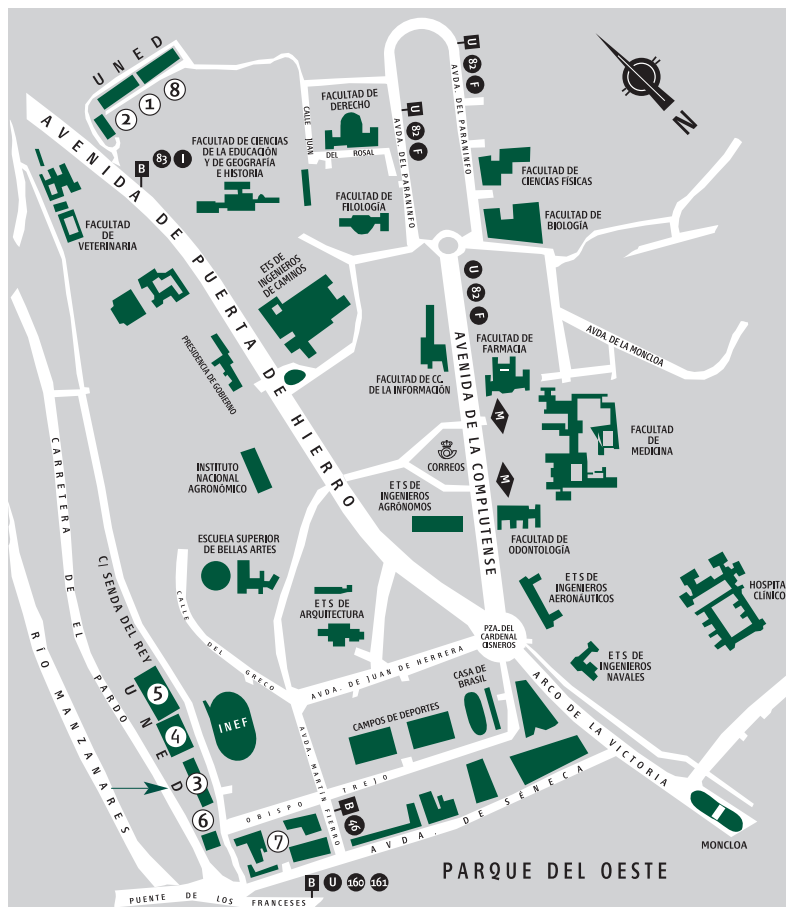 UNED
2
1
8
AVENIDA DE PUERTA DE HIERRO
B
83
I
FACULTAD DE CIENCIAS
DE LA EDUCACIÓN
Y DE GEOGRAFÍA
E HISTORIA
CALLE JUAN
DEL ROSAL
FACULTAD DE
DERECHO
U
82
F
AVDA. DEL PARANINFO
U
82
F
AVDA. DEL PARANINFO
N
FACULTAD DE
CIENCIAS FÍSICAS
FACULTAD DE
BIOLOGÍA
FACULTAD DE
FILOLOGÍA
FACULTAD
DE
VETERINARIA
ETS DE
INGENIEROS
DE CAMINOS
U
82
F
PRESIDENCIA DE GOBIERNO
AVENIDA DE LA COMPLUTENSE
FACULTAD DE
FARMACIA
AVDA. DE LA MONCLOA
FACULTAD DE CC.
DE LA INFORMACIÓN
M
FACULTAD
DE
MEDICINA
CORREOS
M
INSTITUTO
NACIONAL
AGRONÓMICO
E T S DE
INGENIEROS
AGRÓNOMOS
FACULTAD DE
ODONTOLOGÍA
CARRETERA DE EL PARDO
ESCUELA SUPERIOR
DE BELLAS ARTES
C/ SENDA DEL REY
CALLE DEL GRECO
E T S DE
ARQUITECTURA
E T S DE
INGENIEROS
AERONÁUTICOS
HOSPITAL
CLÍNICO
PZA. DEL
CARDENAL
CISNEROS
E T S DE
INGENIEROS
NAVALES
RÍO MANZANARES
AVDA. DE JUAN DE HERRERA
CASA DE
BRASIL
ARCO DE LA VICTORIA
UNED
5
4
3
6
INEF
CAMPOS DE DEPORTES
AVDA. MARTIN FIERRO
OBISPO TREJO
B
46
7
AVDA. DE SÉNECA
MONCLOA
PARQUE DEL OESTE
PUENTE DE LOS FRANCESES
B
U
160
161